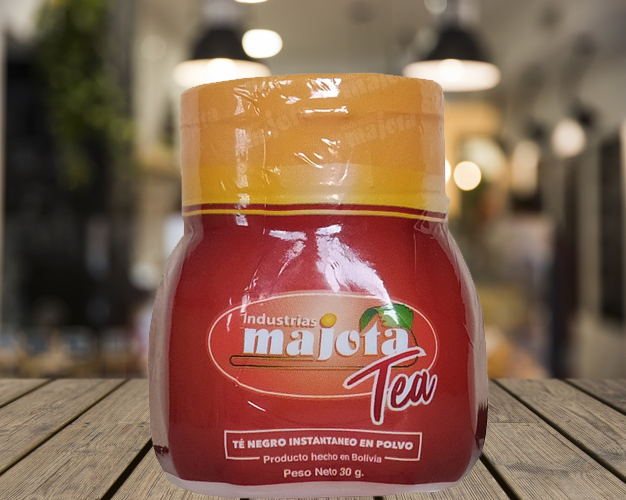 industrias
majota
Tea
TÉ NEGRO INSTANTANEO EN POLVO
Producto hecho en Bolivia
Peso Neto 30 g.